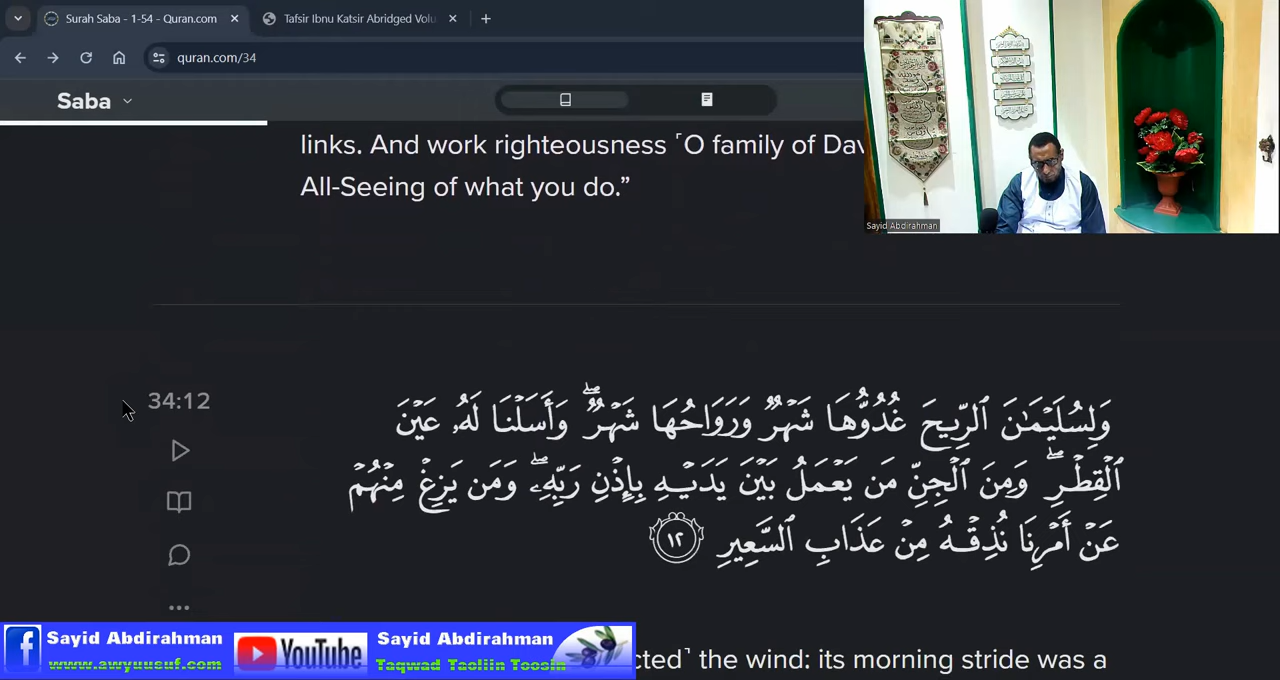 Surah Saba - 1-54 - Quran.com
Tafsir Ibnu Katsir Abridged Volu
quran.com/34
Saba
links. And work righteousness ˹O family of Dav
All-Seeing of what you do.”
Sayid Abdirahman
34:12
وَلِسُلَيْمَـٰنَ ٱلرِّيحَ غُدُوُّهَا شَهْرٌ وَرَوَاحُهَا شَهْرٌ ۖ وَأَسَلْنَا لَهُۥ عَيْنَ
ٱلْقِطْرِ ۖ وَمِنَ ٱلْجِنِّ مَن يَعْمَلُ بَيْنَ يَدَيْهِ بِإِذْنِ رَبِّهِۦ ۖ وَمَن يَزِغْ مِنْهُمْ
عَنْ أَمْرِنَا نُذِقْهُ مِنْ عَذَابِ ٱلسَّعِيرِ ١٢
Sayid Abdirahman
www.awyuusuf.com
YouTube
Sayid Abdirahman
Taqwad Taoliin Toosin
cted˺ the wind: its morning stride was a